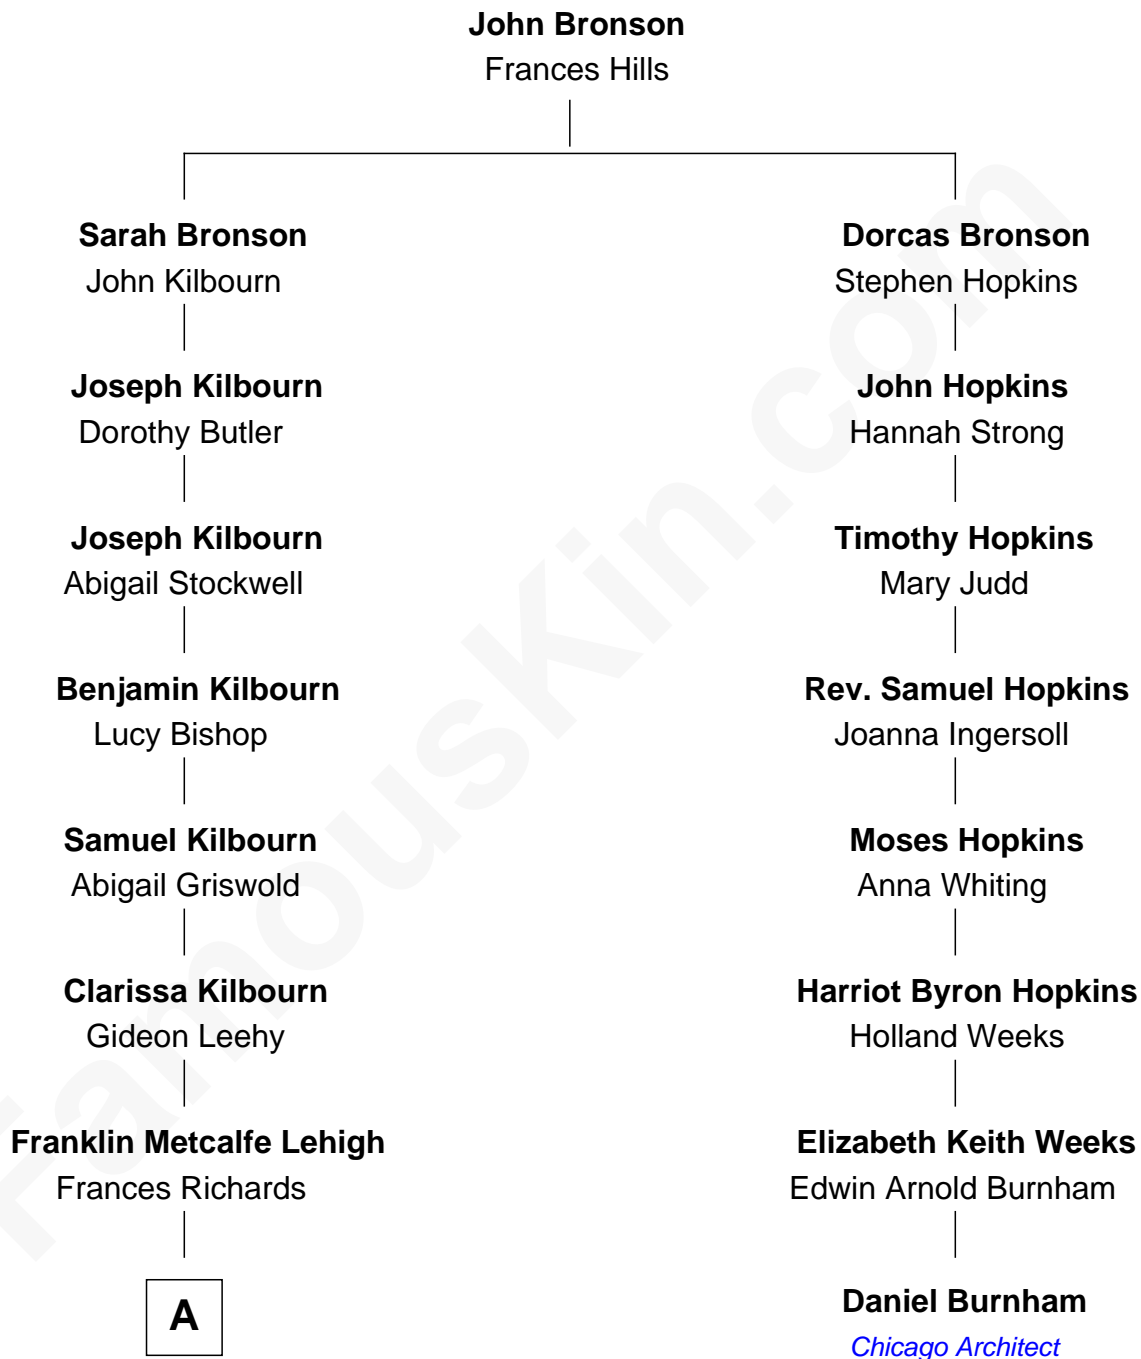 John Bronson
Frances Hills
Sarah Bronson
John Kilbourn
Dorcas Bronson
Stephen Hopkins
Joseph Kilbourn
Dorothy Butler
John Hopkins
Hannah Strong
Joseph Kilbourn
Abigail Stockwell
Timothy Hopkins
Mary Judd
Benjamin Kilbourn
Lucy Bishop
Rev. Samuel Hopkins
Joanna Ingersoll
Samuel Kilbourn
Abigail Griswold
Moses Hopkins
Anna Whiting
Clarissa Kilbourn
Gideon Leehy
Harriot Byron Hopkins
Holland Weeks
Franklin Metcalfe Lehigh
Frances Richards
Elizabeth Keith Weeks
Edwin Arnold Burnham
A
Daniel Burnham
Chicago Architect
FamousKin.com